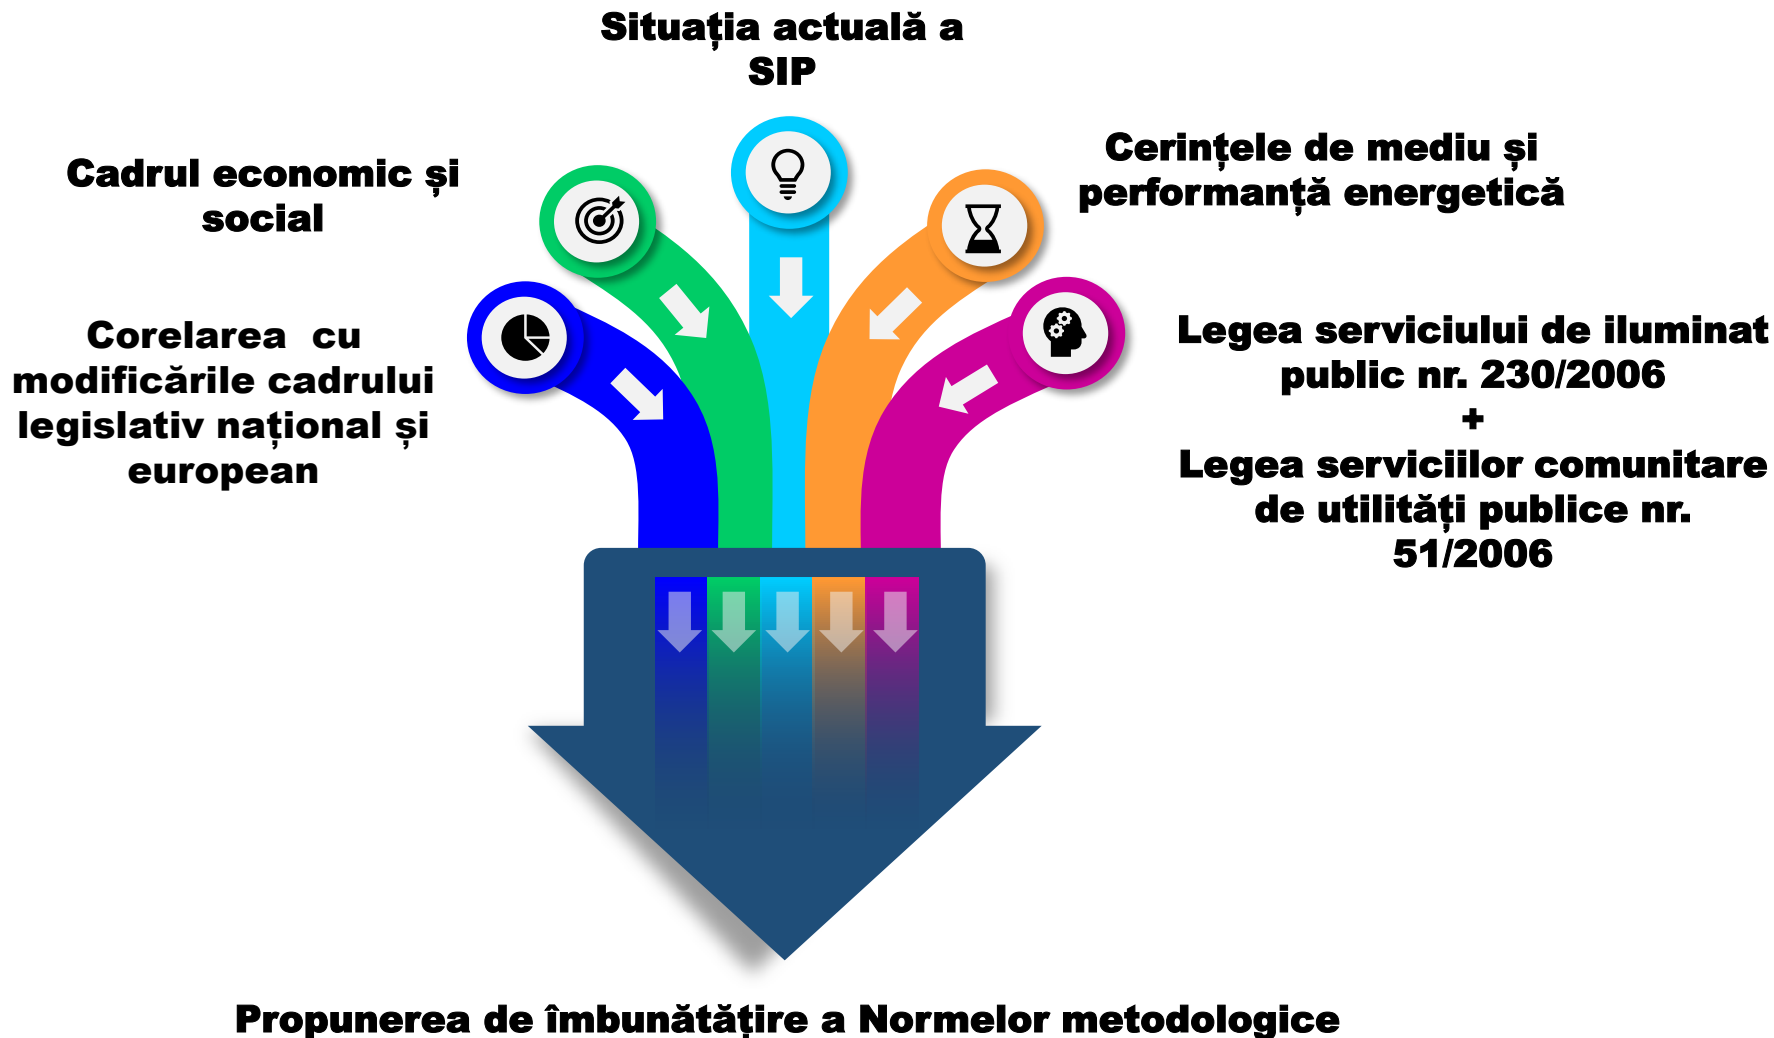 Situația actuală a
SIP
Cadrul economic și
social
Cerințele de mediu și
performanță energetică
Corelarea  cu
modificările cadrului
legislativ național și
european
Legea serviciului de iluminat
public nr. 230/2006
+
Legea serviciilor comunitare
de utilități publice nr.
51/2006
Propunerea de îmbunătățire a Normelor metodologice